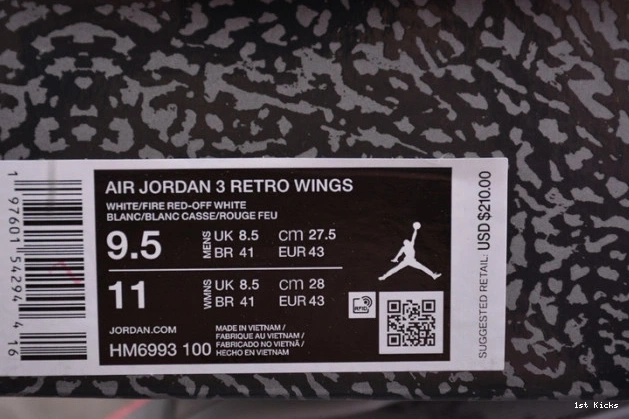 AIR JORDAN 3 RETRO WINGS
WHITE/FIRE RED-OFF WHITE
BLANC/BLANC CASSE/ROUGE FEU
9.5 MENS UK 8.5 cm 27.5
BR 41 EUR 43
11 WMNS UK 8.5 cm 28
BR 41 EUR 43
RFID
JORDAN.COM
HM6993 100
MADE IN VIETNAM /
FABRIQUE AU VIETNAM /
FABRICADO NO VIETNÃ /
HECHO EN VIETNAM
SUGGESTED RETAIL: USD $210.00
1 97601 54294 4 16
1st Kicks